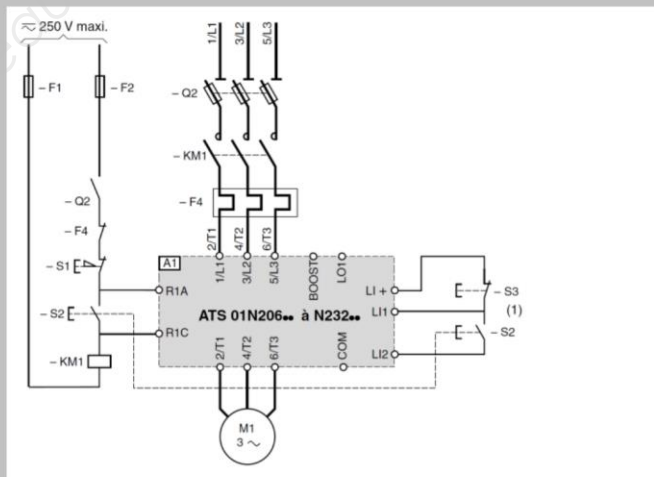 ⎓ 250 V maxi.
1/L1
3/L2
5/L3
– F1
– F2
– Q2
– KM1
– Q2
– F4
– F4
2/T1
4/T2
6/T3
– S1
A1
1/L1
3/L2
5/L3
BOOST
LO1
R1A
LI +
– S3
– S2
ATS 01N206•• à N232••
LI1
(1)
R1C
– S2
– KM1
2/T1
4/T2
6/T3
COM
LI2
M1
3 ~